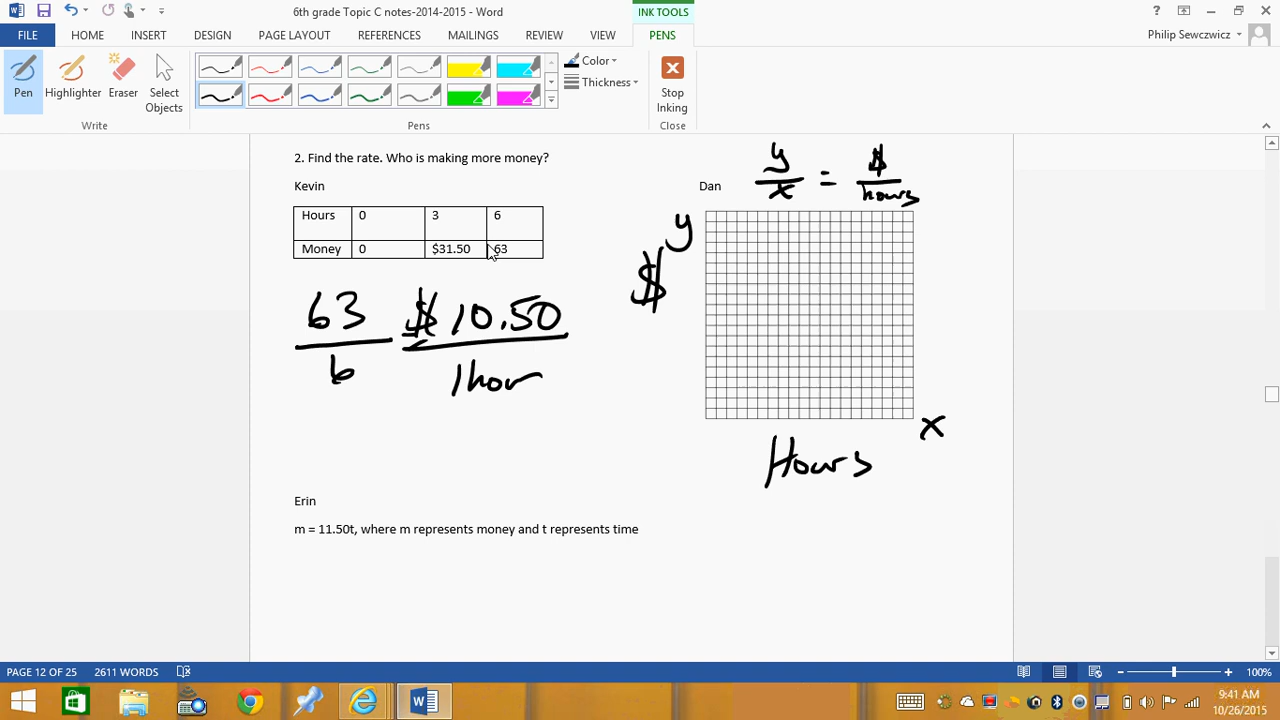 6th grade Topic C notes-2014-2015 - Word
INK TOOLS
?
FILE HOME INSERT DESIGN PAGE LAYOUT REFERENCES MAILINGS REVIEW VIEW PENS
Philip Sewczwicz
Pen Highlighter Eraser Select Objects
Color
Thickness
Stop Inking
Write Pens Close
2. Find the rate. Who is making more money?
Kevin
Dan
y/x = $/hours
Hours 0 3 6
Money 0 $31.50 63
y
$
63/6 $10.50/1 hour
x
Hours
Erin
m = 11.50t, where m represents money and t represents time
PAGE 12 OF 25 2611 WORDS
100%
9:41 AM
10/26/2015